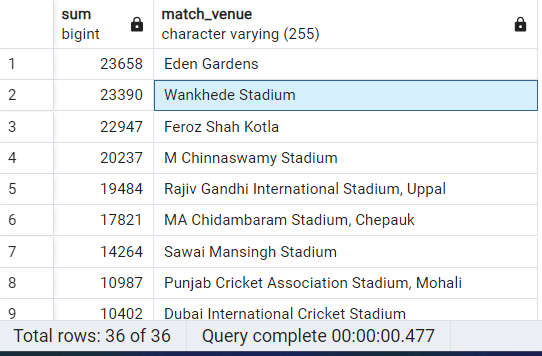 sum match_venue
bigint character varying (255)
1 23658 Eden Gardens
2 23390 Wankhede Stadium
3 22947 Feroz Shah Kotla
4 20237 M Chinnaswamy Stadium
5 19484 Rajiv Gandhi International Stadium, Uppal
6 17821 MA Chidambaram Stadium, Chepauk
7 14264 Sawai Mansingh Stadium
8 10987 Punjab Cricket Association Stadium, Mohali
9 10402 Dubai International Cricket Stadium
Total rows: 36 of 36 Query complete 00:00:00.477